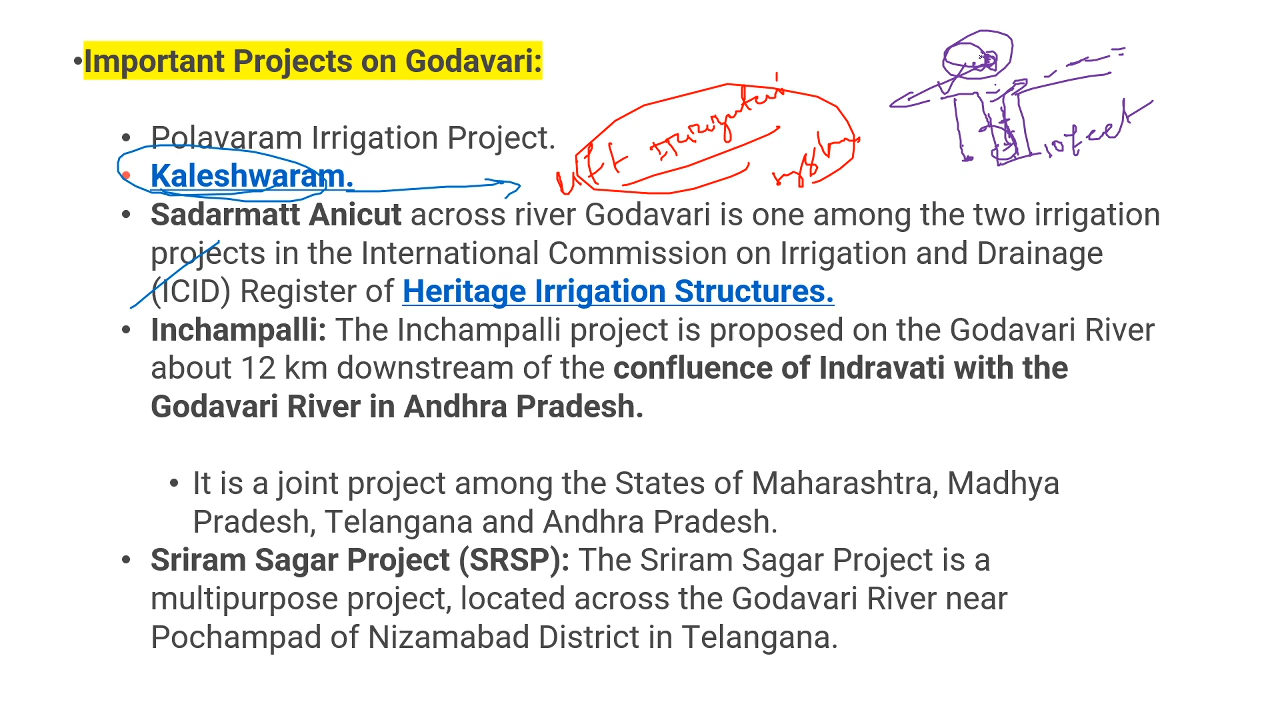 •Important Projects on Godavari:
• Polavaram Irrigation Project.
• Kaleshwaram.
• Sadarmatt Anicut across river Godavari is one among the two irrigation
projects in the International Commission on Irrigation and Drainage
(ICID) Register of Heritage Irrigation Structures.
• Inchampalli: The Inchampalli project is proposed on the Godavari River
about 12 km downstream of the confluence of Indravati with the
Godavari River in Andhra Pradesh.
• It is a joint project among the States of Maharashtra, Madhya
Pradesh, Telangana and Andhra Pradesh.
• Sriram Sagar Project (SRSP): The Sriram Sagar Project is a
multipurpose project, located across the Godavari River near
Pochampad of Nizamabad District in Telangana.
10feet